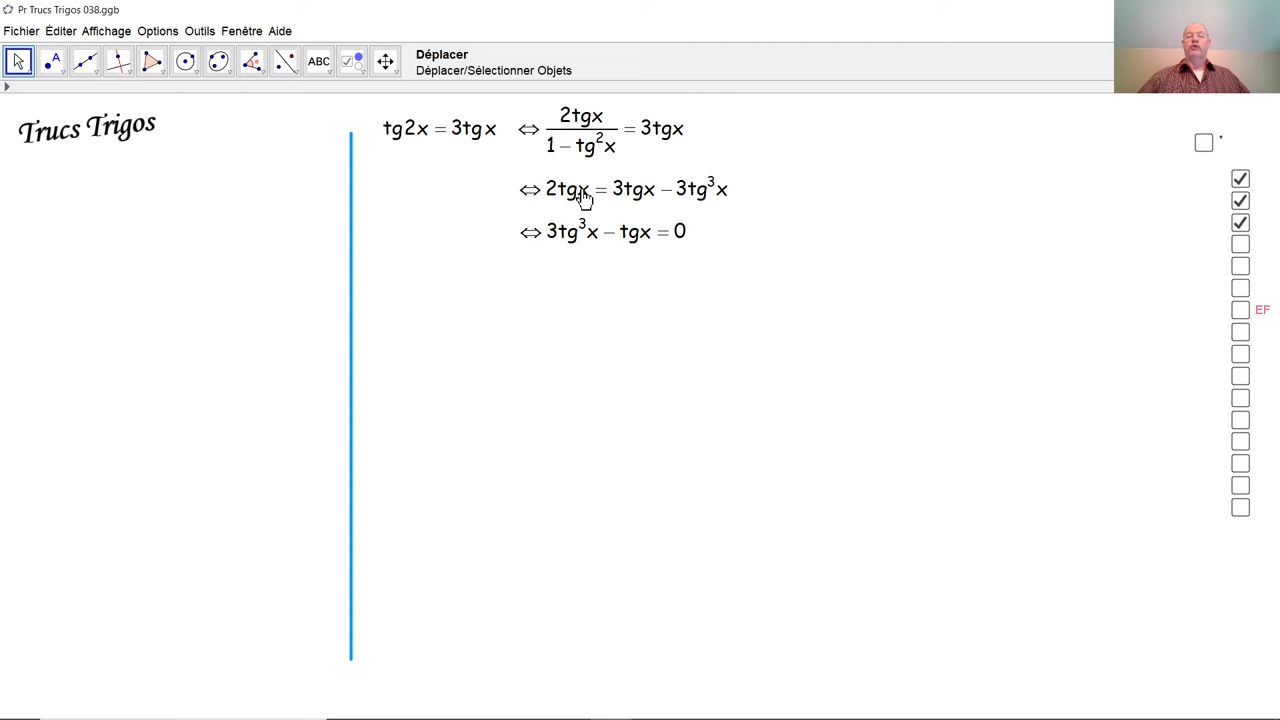 Pr Trucs Trigos 038.ggb
Fichier Éditer Affichage Options Outils Fenêtre Aide
A ABC
Déplacer
Déplacer/Sélectionner Objets
Trucs Trigos
tg2x = 3tgx ⇔ 2tgx / (1 − tg²x) = 3tgx
⇔ 2tgx = 3tgx − 3tg³x
⇔ 3tg³x − tgx = 0
*
EF